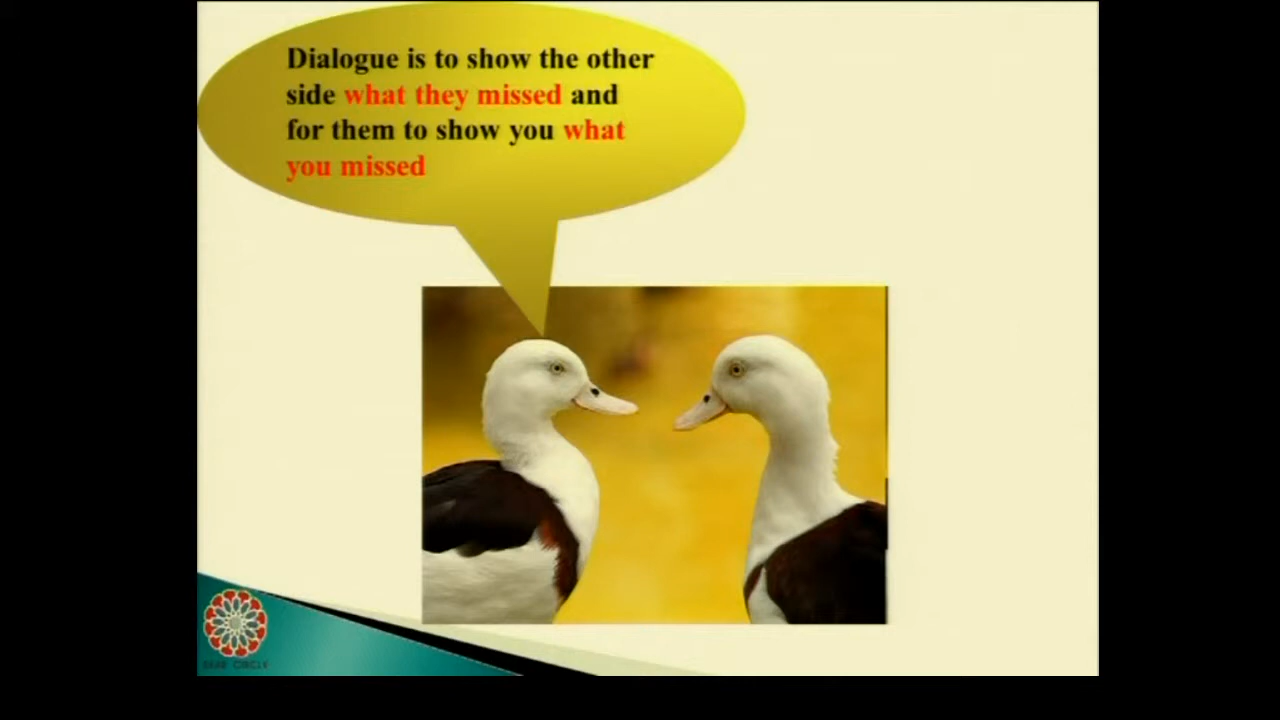 Dialogue is to show the other
side what they missed and
for them to show you what
you missed
CIRCLE